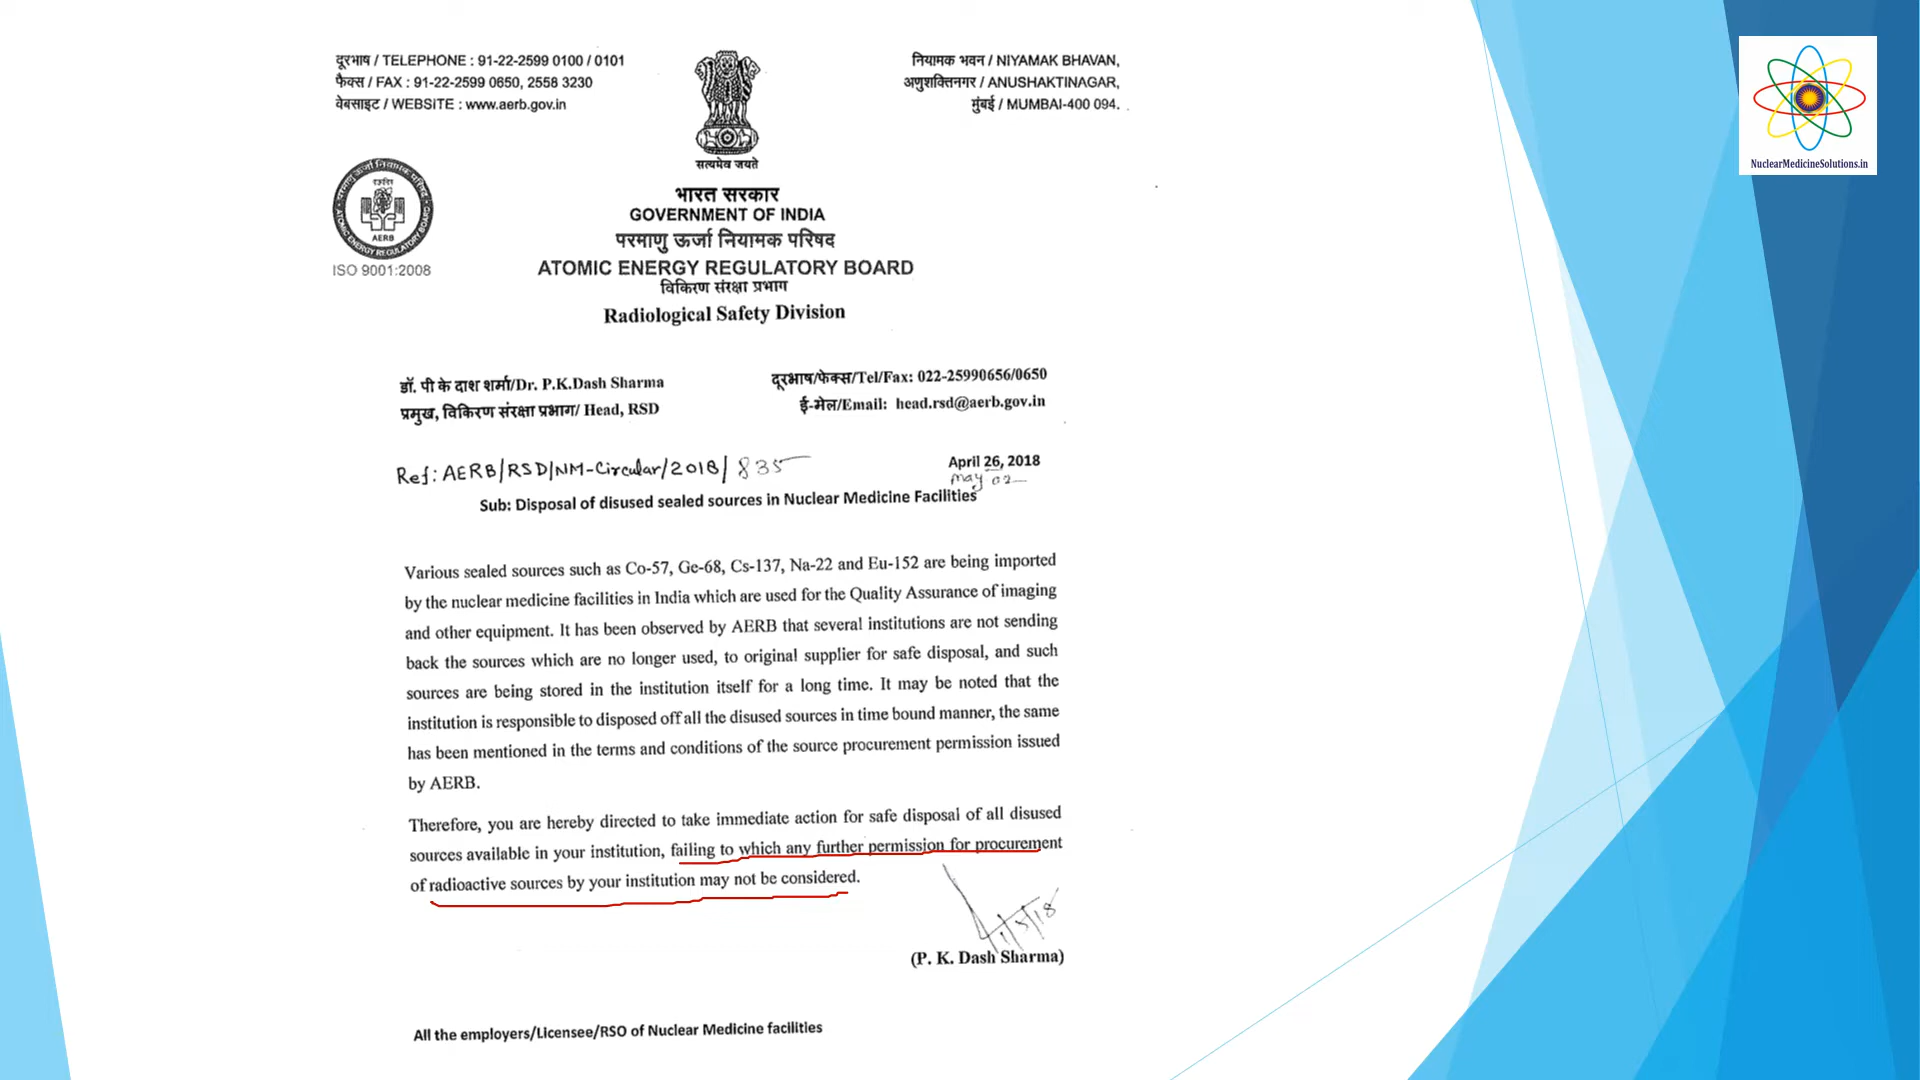 दूरभाष / TELEPHONE : 91-22-2599 0100 / 0101
फैक्स / FAX : 91-22-2599 0650, 2558 3230
वेबसाइट / WEBSITE : www.aerb.gov.in
नियामक भवन / NIYAMAK BHAVAN,
अणुशक्तिनगर / ANUSHAKTINAGAR,
मुंबई / MUMBAI-400 094.
NuclearMedicineSolutions.in
सत्यमेव जयते
परमाणु ऊर्जा नियामक परिषद
AERB
ATOMIC ENERGY REGULATORY BOARD
ISO 9001:2008
भारत सरकार
GOVERNMENT OF INDIA
परमाणु ऊर्जा नियामक परिषद
ATOMIC ENERGY REGULATORY BOARD
विकिरण संरक्षा प्रभाग
Radiological Safety Division
डॉ. पी के दाश शर्मा/Dr. P.K.Dash Sharma
प्रमुख, विकिरण संरक्षा प्रभाग/ Head, RSD
दूरभाष/फेक्स/Tel/Fax: 022-25990656/0650
ई-मेल/Email: head.rsd@aerb.gov.in
Ref: AERB/RSD/NM-Circular/2018/835
April 26, 2018
May 02
Sub: Disposal of disused sealed sources in Nuclear Medicine Facilities
Various sealed sources such as Co-57, Ge-68, Cs-137, Na-22 and Eu-152 are being imported
by the nuclear medicine facilities in India which are used for the Quality Assurance of imaging
and other equipment. It has been observed by AERB that several institutions are not sending
back the sources which are no longer used, to original supplier for safe disposal, and such
sources are being stored in the institution itself for a long time. It may be noted that the
institution is responsible to disposed off all the disused sources in time bound manner, the same
has been mentioned in the terms and conditions of the source procurement permission issued
by AERB.
Therefore, you are hereby directed to take immediate action for safe disposal of all disused
sources available in your institution, failing to which any further permission for procurement
of radioactive sources by your institution may not be considered.
(P. K. Dash Sharma)
All the employers/Licensee/RSO of Nuclear Medicine facilities